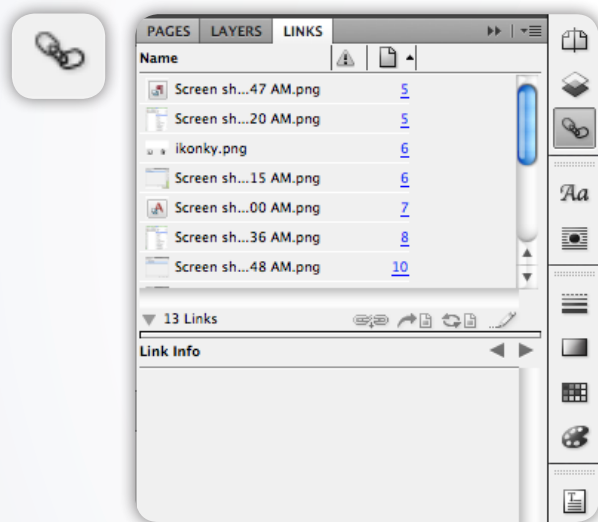 PAGES LAYERS LINKS
Name
Screen sh...47 AM.png 5
Screen sh...20 AM.png 5
ikonky.png 6
Screen sh...15 AM.png 6
Screen sh...00 AM.png 7
Screen sh...36 AM.png 8
Screen sh...48 AM.png 10
13 Links
Link Info
Aa